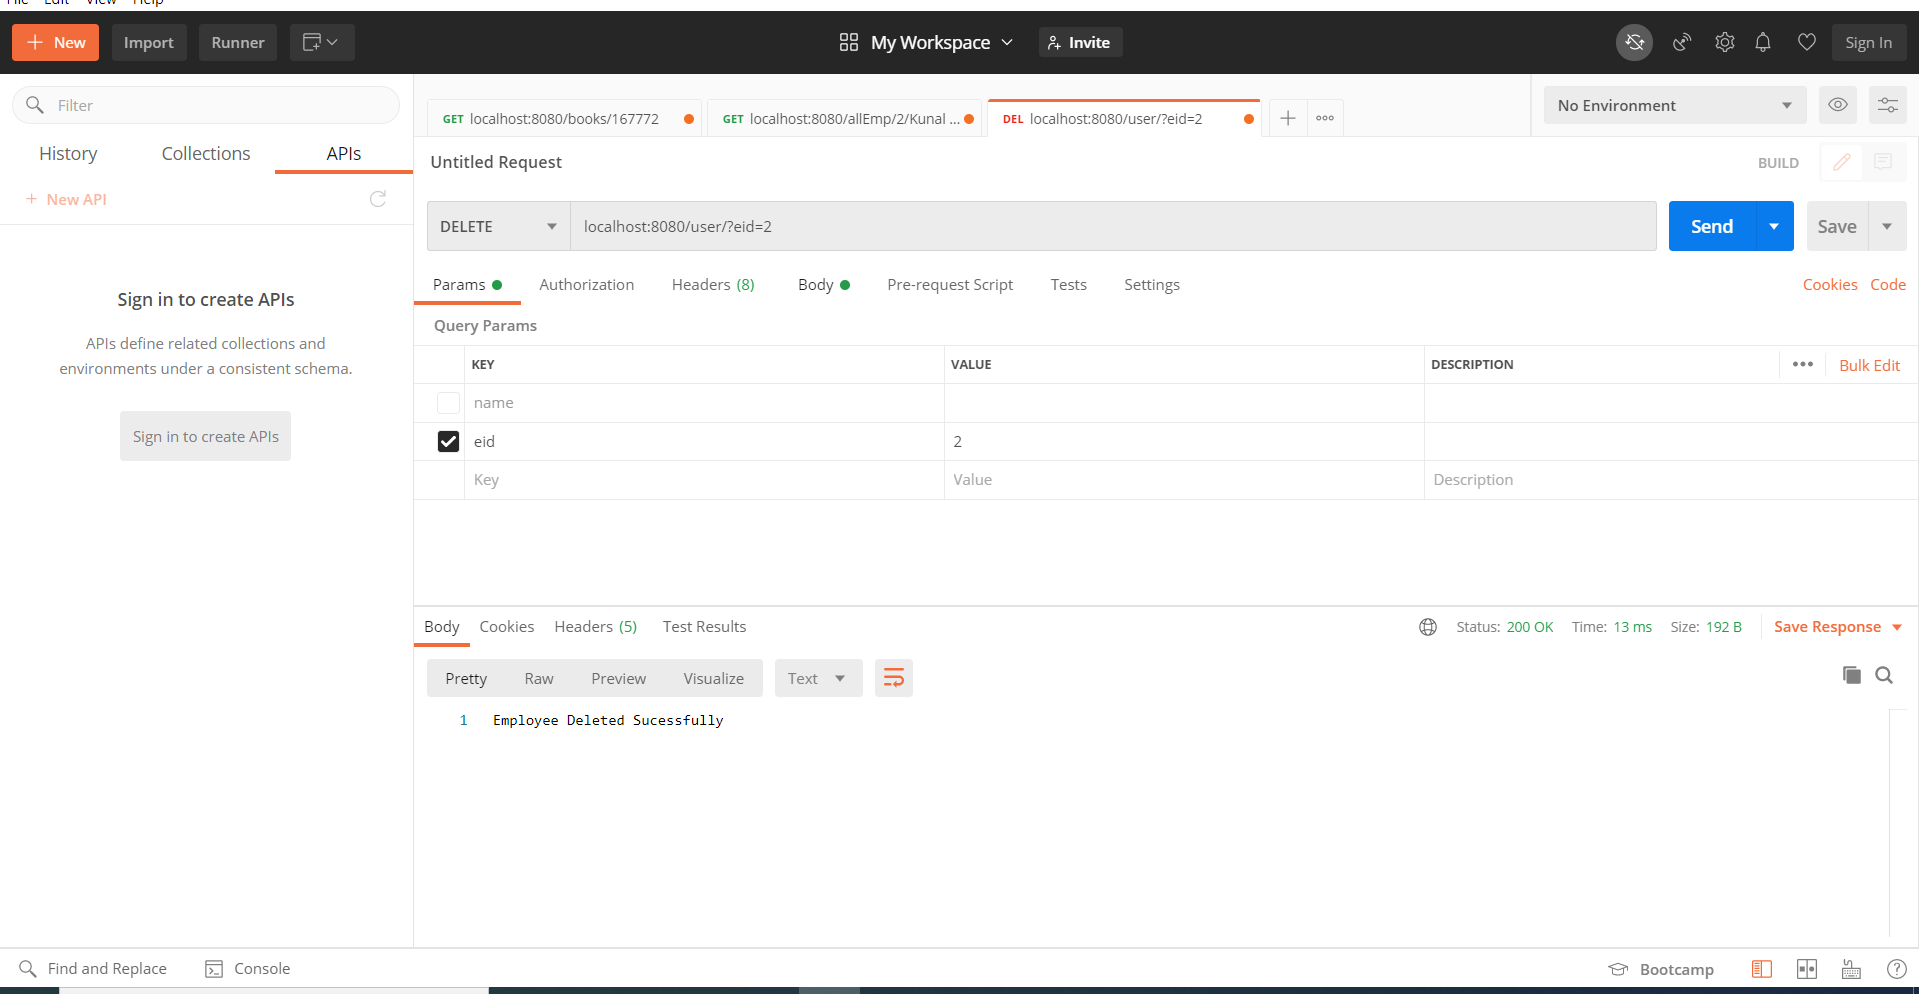 File Edit View Help
New Import Runner My Workspace Invite Sign In
Filter
History Collections APIs
+ New API
Sign in to create APIs
APIs define related collections and
environments under a consistent schema.
Sign in to create APIs
GET localhost:8080/books/167772 GET localhost:8080/allEmp/2/Kunal ... DEL localhost:8080/user/?eid=2 No Environment
Untitled Request BUILD
DELETE localhost:8080/user/?eid=2 Send Save
Params Authorization Headers (8) Body Pre-request Script Tests Settings Cookies Code
Query Params
KEY VALUE DESCRIPTION Bulk Edit
name
eid 2
Key Value Description
Body Cookies Headers (5) Test Results Status: 200 OK Time: 13 ms Size: 192 B Save Response
Pretty Raw Preview Visualize Text
1 Employee Deleted Sucessfully
Find and Replace Console Bootcamp